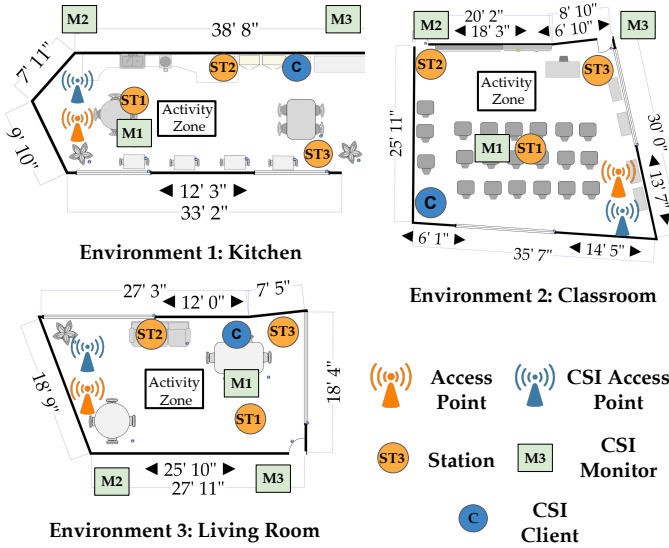 M2
M3
38' 8"
7' 11"
ST2
C
ST1
Activity
Zone
M1
ST3
9' 10"
◄ 12' 3" ►
33' 2"
Environment 1: Kitchen
M2
20' 2"
◄ 18' 3" ►
8' 10"
◄ 6' 10" ►
M3
ST2
ST3
Activity
Zone
25' 11"
M1
ST1
30' 0"
◄ 13' 7" ►
C
◄ 6' 1" ►
35' 7"
◄ 14' 5" ►
Environment 2: Classroom
27' 3"
◄ 12' 0" ►
7' 5"
ST2
C
ST3
18' 9"
Activity
Zone
M1
ST1
18' 4"
M2
◄ 25' 10" ►
27' 11"
M3
Environment 3: Living Room
Access
Point
CSI Access
Point
ST3
Station
M3
CSI
Monitor
C
CSI
Client